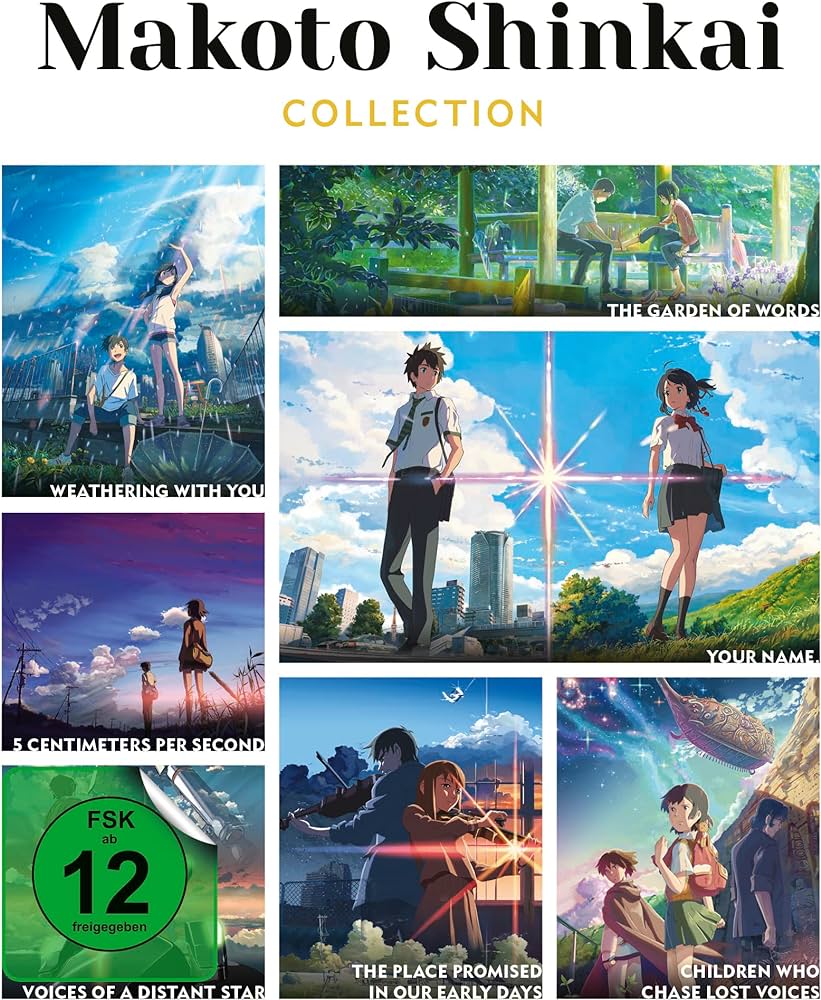 Makoto Shinkai
COLLECTION
WEATHERING WITH YOU
THE GARDEN OF WORDS
YOUR NAME.
5 CENTIMETERS PER SECOND
FSK
ab
12
freigegeben
VOICES OF A DISTANT STAR
THE PLACE PROMISED
IN OUR EARLY DAYS
CHILDREN WHO
CHASE LOST VOICES